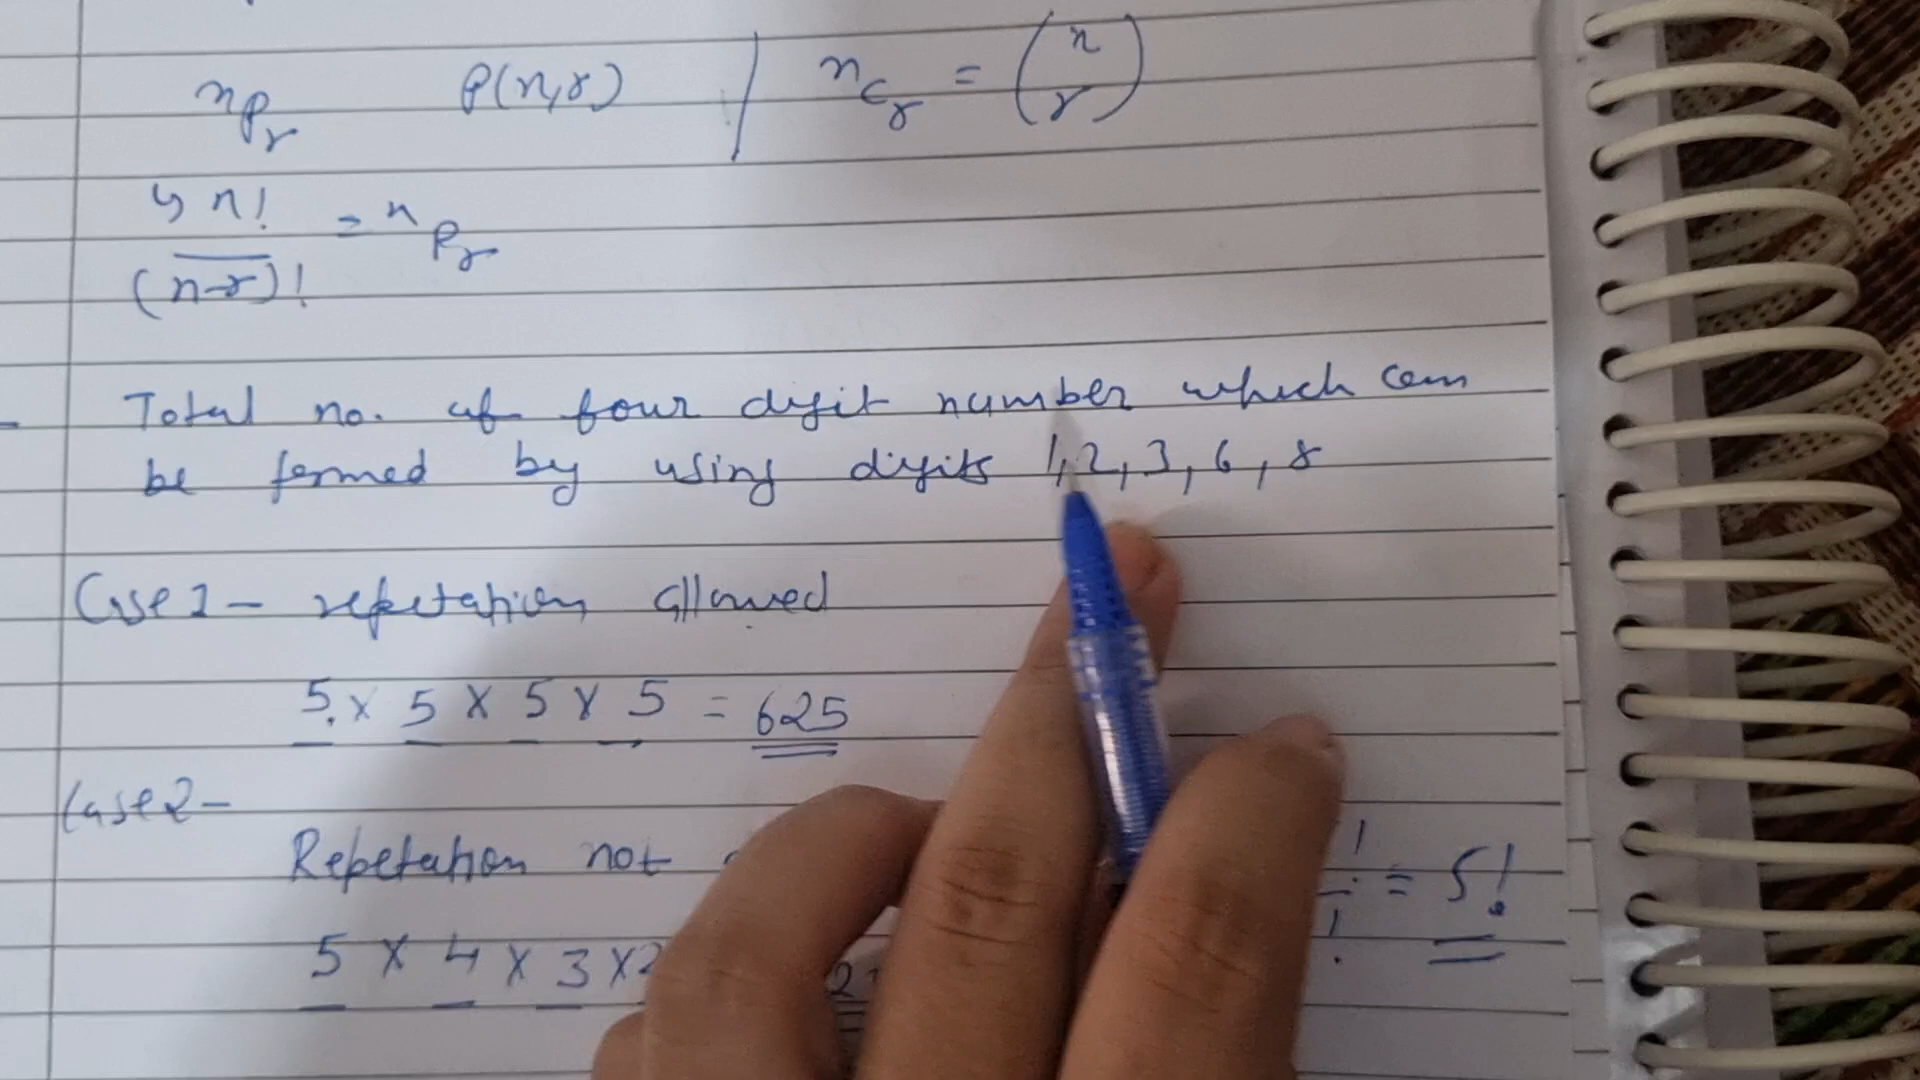 nPr P(n,r) | nCr = (n r)
↳ n!/(n-r)! = nPr
Total no. of four digit number which can
be formed by using digits 1,2,3,6,8
Case 1 - repetation allowed
5 x 5 x 5 x 5 = 625
Case 2 -
Repetation not
5 x 4 x 3 x 2
! / ! = 5!